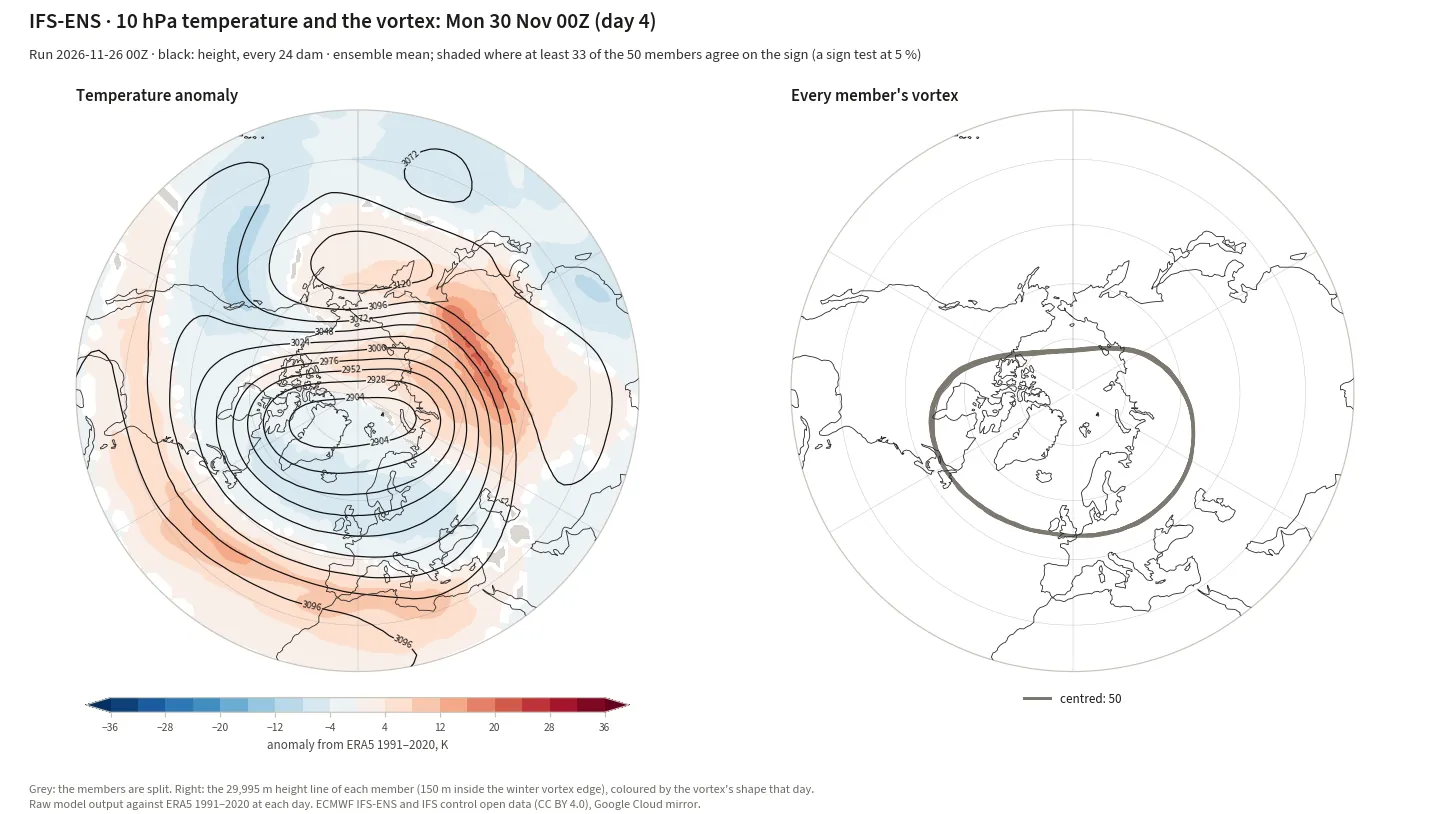 IFS-ENS · 10 hPa temperature and the vortex: Mon 30 Nov 00Z (day 4)
Run 2026-11-26 00Z · black: height, every 24 dam · ensemble mean; shaded where at least 33 of the 50 members agree on the sign (a sign test at 5 %)
Temperature anomaly
Every member's vortex
3072
3120
3096
3072
3048
3024
3000
2976
2952
2928
2904
2904
3096
3096
centred: 50
−36 −28 −20 −12 −4 4 12 20 28 36
anomaly from ERA5 1991–2020, K
Grey: the members are split. Right: the 29,995 m height line of each member (150 m inside the winter vortex edge), coloured by the vortex's shape that day.
Raw model output against ERA5 1991–2020 at each day. ECMWF IFS-ENS and IFS control open data (CC BY 4.0), Google Cloud mirror.